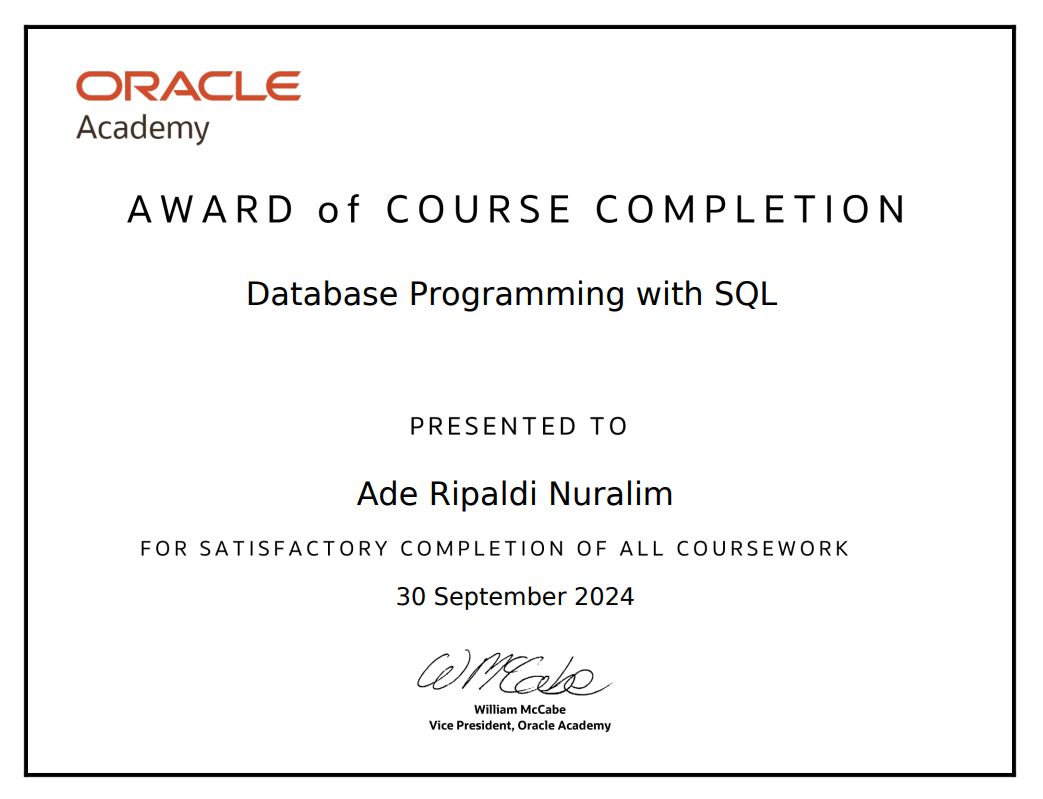 ORACLE
Academy
AWARD of COURSE COMPLETION
Database Programming with SQL
PRESENTED TO
Ade Ripaldi Nuralim
FOR SATISFACTORY COMPLETION OF ALL COURSEWORK
30 September 2024
W McCabe
William McCabe
Vice President, Oracle Academy